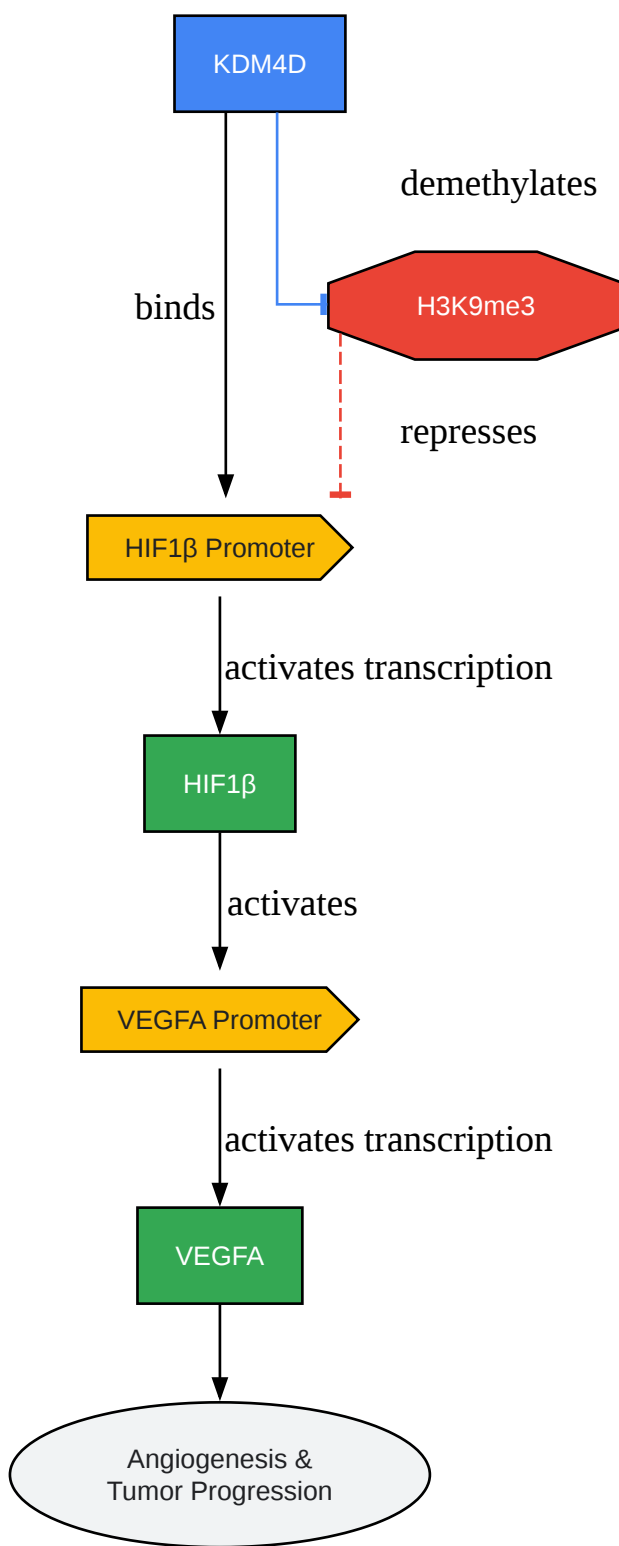 KDM4D
demethylates
binds
H3K9me3
represses
HIF1β Promoter
activates transcription
HIF1β
activates
VEGFA Promoter
activates transcription
VEGFA
Angiogenesis &
Tumor Progression